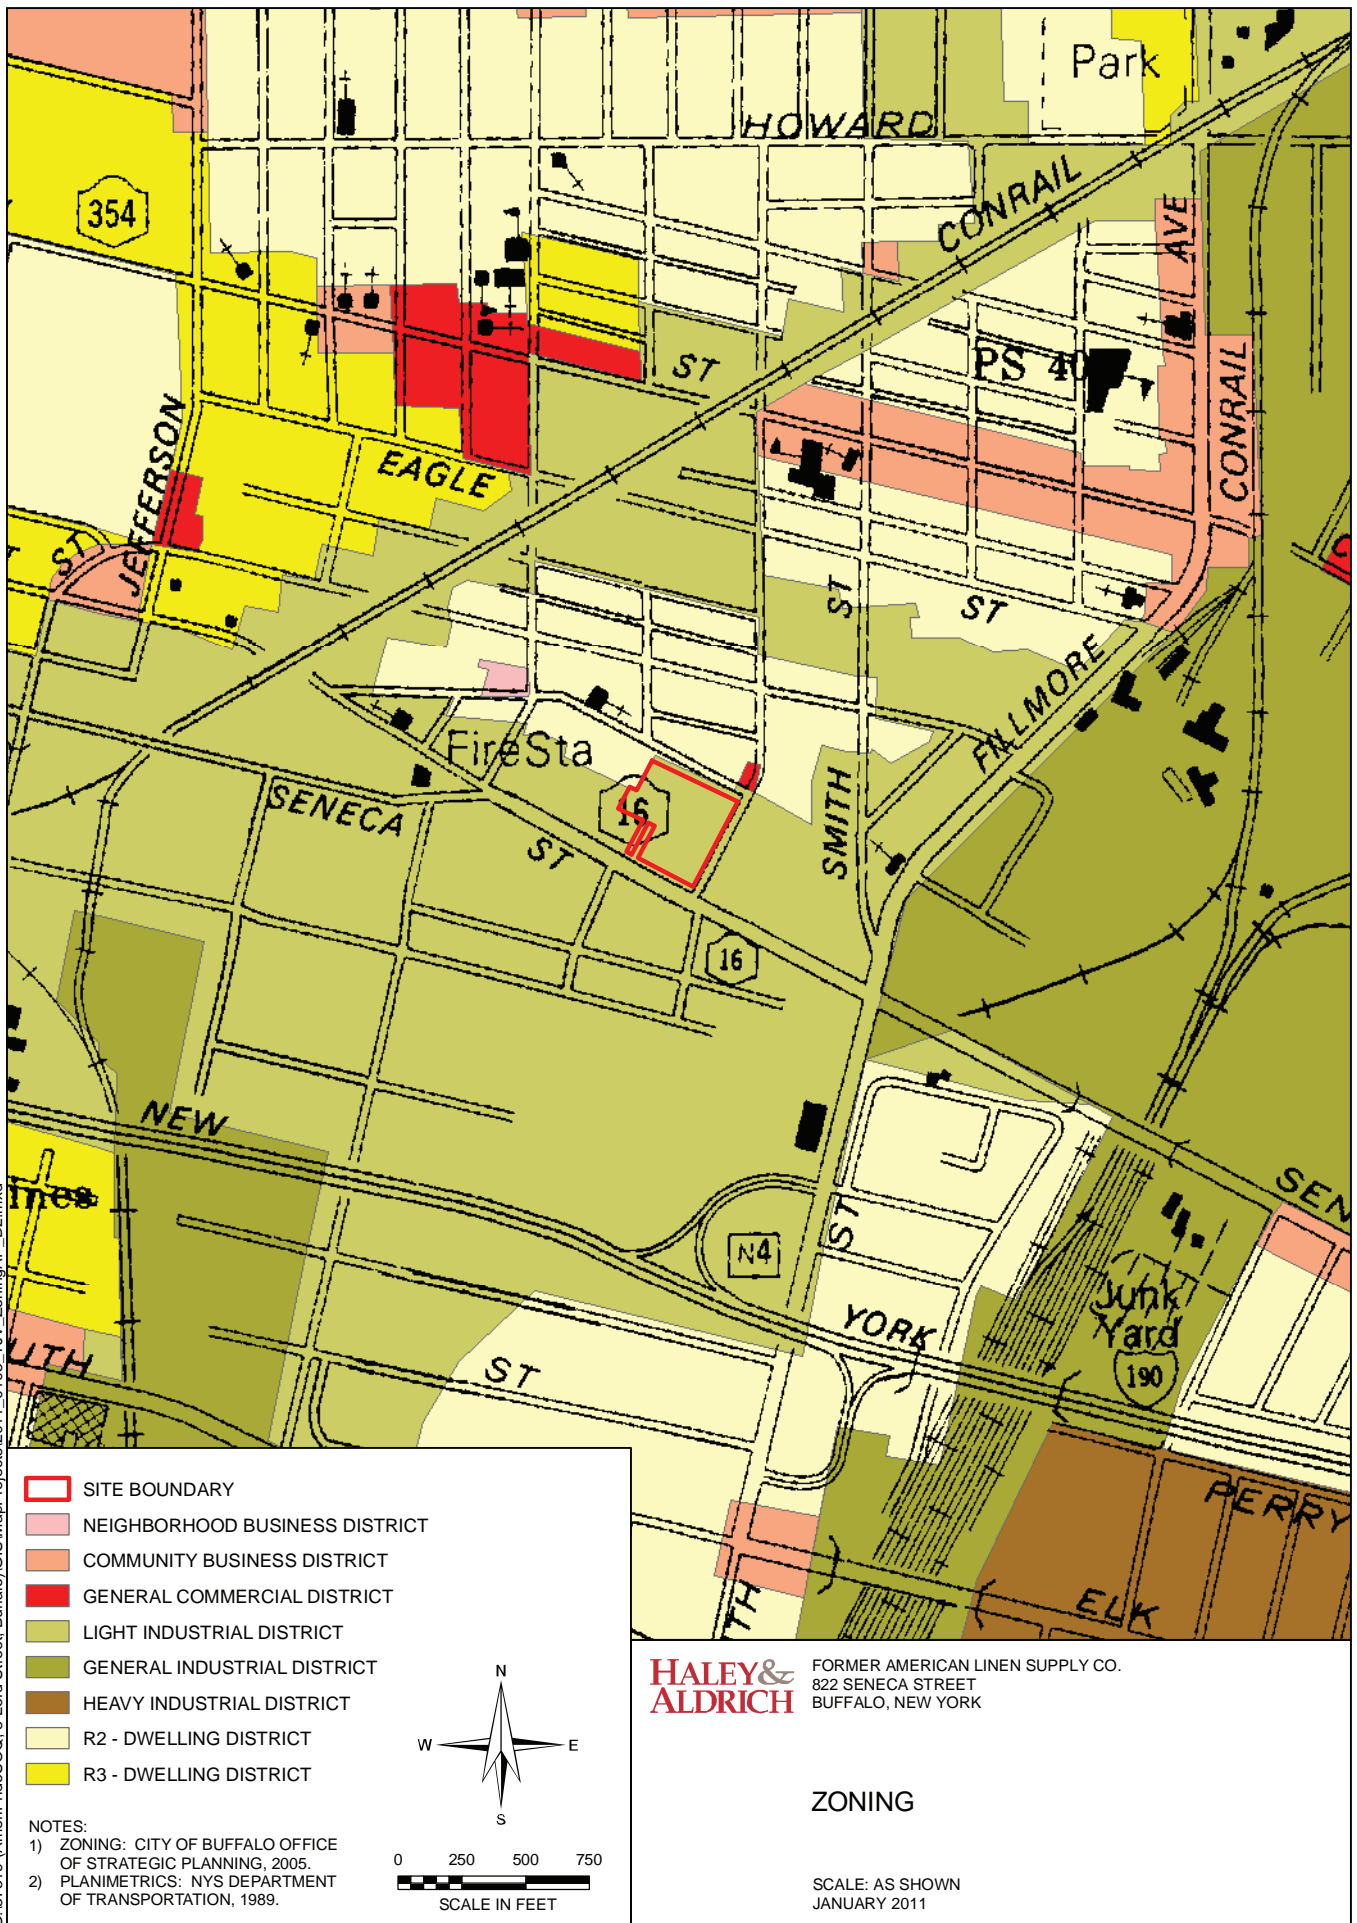 Park
HOWARD
354
CONRAIL
AVE
PS 40
ST
CONRAIL
JEFFERSON
EAGLE
ST
ST
ST
FILLMORE
FireSta
16
SENECA
ST
SMITH
16
NEW
SEN
ST
N4
Junk
Yard
YORK
190
ST
PERRY
ELK
TH
SITE BOUNDARY
NEIGHBORHOOD BUSINESS DISTRICT
COMMUNITY BUSINESS DISTRICT
GENERAL COMMERCIAL DISTRICT
LIGHT INDUSTRIAL DISTRICT
GENERAL INDUSTRIAL DISTRICT
HEAVY INDUSTRIAL DISTRICT
R2 - DWELLING DISTRICT
R3 - DWELLING DISTRICT
N
W E
S
NOTES:
1) ZONING: CITY OF BUFFALO OFFICE
OF STRATEGIC PLANNING, 2005.
2) PLANIMETRICS: NYS DEPARTMENT
OF TRANSPORTATION, 1989.
0 250 500 750
SCALE IN FEET
HALEY&
ALDRICH
FORMER AMERICAN LINEN SUPPLY CO.
822 SENECA STREET
BUFFALO, NEW YORK
ZONING
SCALE: AS SHOWN
JANUARY 2011